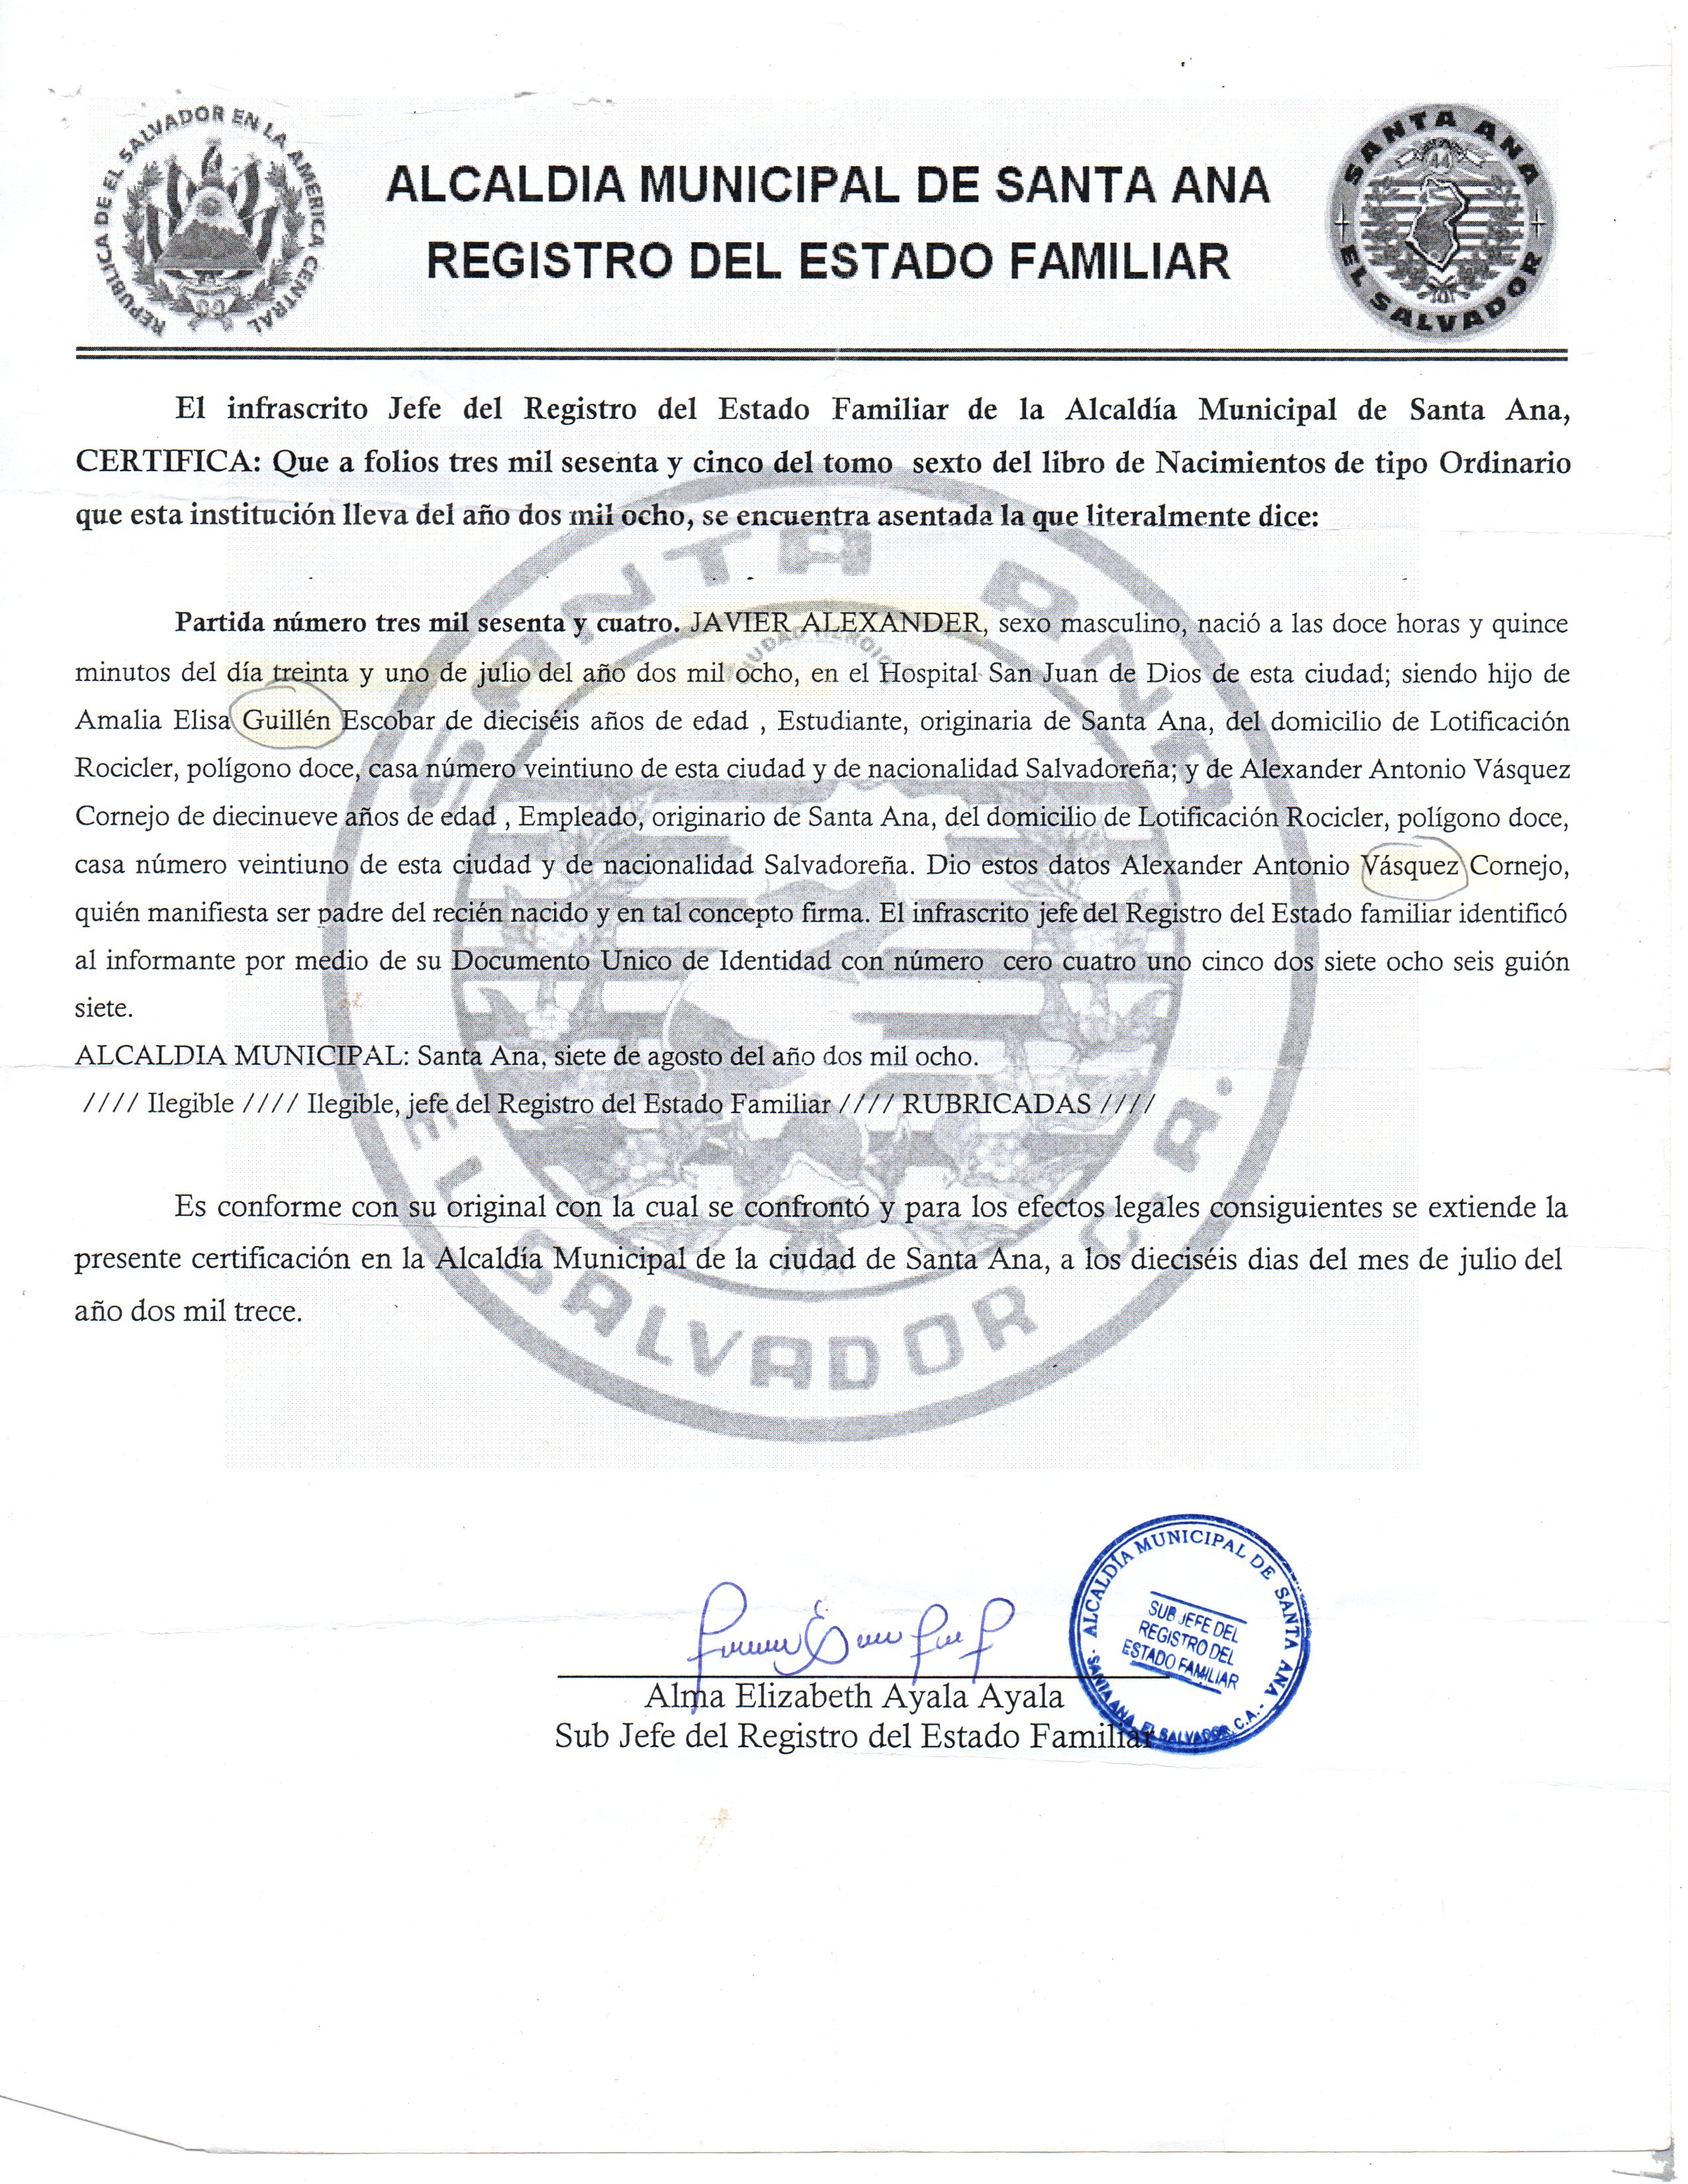 REPUBLICA DE EL SALVADOR EN LA AMERICA CENTRAL
ALCALDIA MUNICIPAL DE SANTA ANA
REGISTRO DEL ESTADO FAMILIAR
SANTA ANA
EL SALVADOR
El infrascrito Jefe del Registro del Estado Familiar de la Alcaldía Municipal de Santa Ana,
CERTIFICA: Que a folios tres mil sesenta y cinco del tomo sexto del libro de Nacimientos de tipo Ordinario
que esta institución lleva del año dos mil ocho, se encuentra asentada la que literalmente dice:
Partida número tres mil sesenta y cuatro. JAVIER ALEXANDER, sexo masculino, nació a las doce horas y quince
minutos del día treinta y uno de julio del año dos mil ocho, en el Hospital San Juan de Dios de esta ciudad; siendo hijo de
Amalia Elisa Guillén Escobar de dieciséis años de edad , Estudiante, originaria de Santa Ana, del domicilio de Lotificación
Rocicler, polígono doce, casa número veintiuno de esta ciudad y de nacionalidad Salvadoreña; y de Alexander Antonio Vásquez
Cornejo de diecinueve años de edad , Empleado, originario de Santa Ana, del domicilio de Lotificación Rocicler, polígono doce,
casa número veintiuno de esta ciudad y de nacionalidad Salvadoreña. Dio estos datos Alexander Antonio Vásquez Cornejo,
quién manifiesta ser padre del recién nacido y en tal concepto firma. El infrascrito jefe del Registro del Estado familiar identificó
al informante por medio de su Documento Unico de Identidad con número cero cuatro uno cinco dos siete ocho seis guión
siete.
ALCALDIA MUNICIPAL: Santa Ana, siete de agosto del año dos mil ocho.
//// Ilegible //// Ilegible, jefe del Registro del Estado Familiar //// RUBRICADAS ////
Es conforme con su original con la cual se confrontó y para los efectos legales consiguientes se extiende la
presente certificación en la Alcaldía Municipal de la ciudad de Santa Ana, a los dieciséis dias del mes de julio del
año dos mil trece.
SANTA ANA
CIUDAD HEROICA
EL SALVADOR C.A.
Alma Elizabeth Ayala Ayala
Sub Jefe del Registro del Estado Familiar
ALCALDÍA MUNICIPAL DE SANTA ANA
SUB JEFE DEL
REGISTRO DEL
ESTADO FAMILIAR
SANTA ANA, EL SALVADOR, C.A.